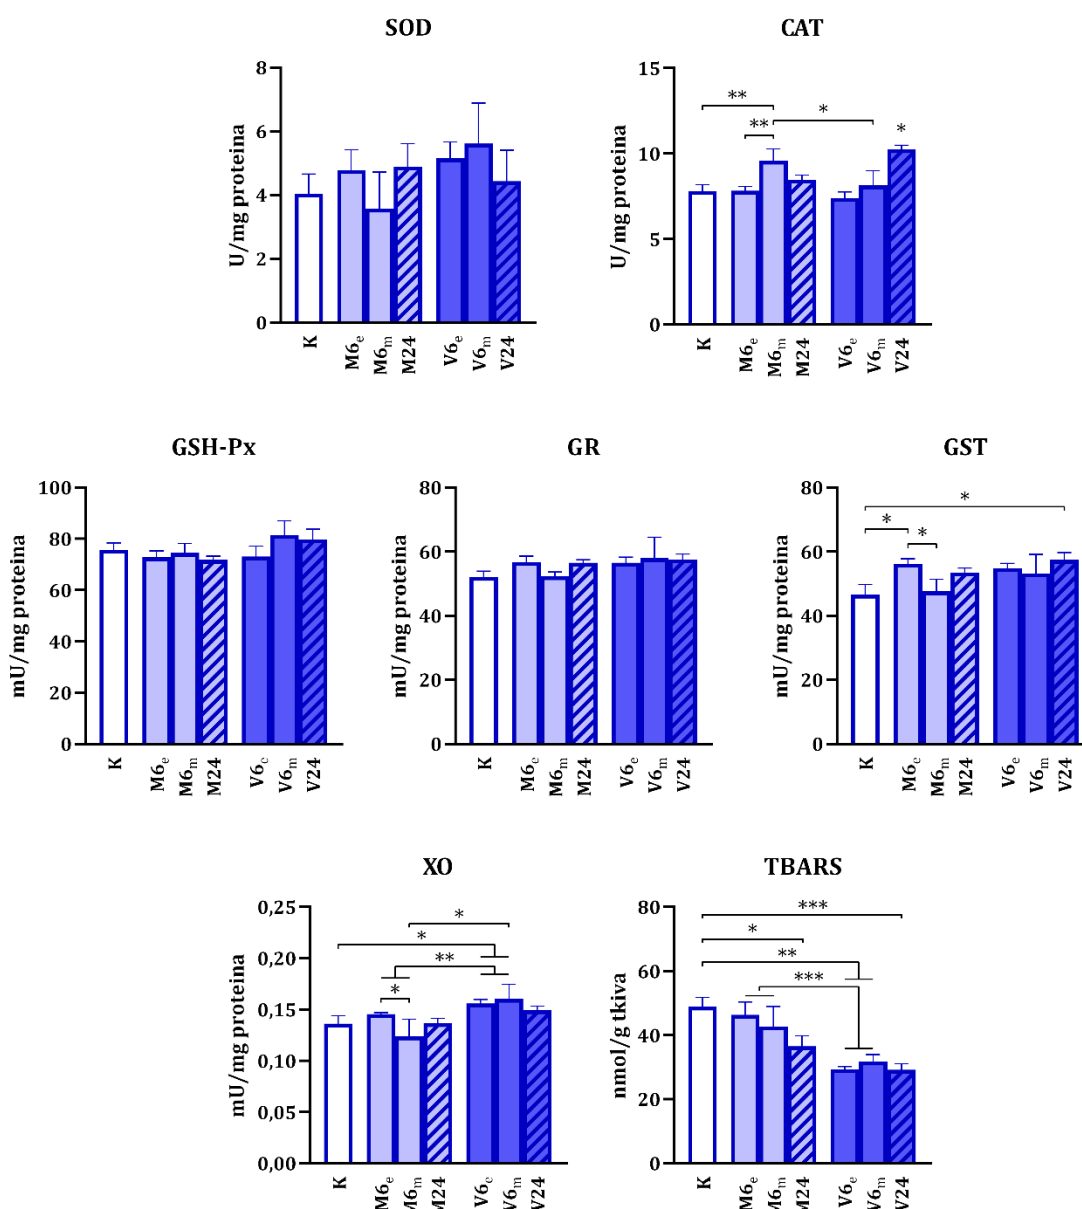 SOD
CAT
8
6
4
2
0
U/mg proteina
K
M6e
M6m
M24
V6e
V6m
V24
15
10
5
0
U/mg proteina
**
**
*
*
K
M6e
M6m
M24
V6e
V6m
V24
GSH-Px
GR
GST
100
80
60
40
20
0
mU/mg proteina
K
M6e
M6m
M24
V6c
V6m
V24
80
60
40
20
0
mU/mg proteina
K
M6e
M6m
M24
V6e
V6m
V24
80
60
40
20
0
mU/mg proteina
*
*
*
K
M6e
M6m
M24
V6e
V6m
V24
XO
TBARS
0,25
0,20
0,15
0,10
0,05
0,00
mU/mg proteina
*
*
**
*
K
M6e
M6m
M24
V6c
V6m
V24
80
60
40
20
0
nmol/g tkiva
***
*
**
***
K
M6e
M6m
M24
V6e
V6m
V24